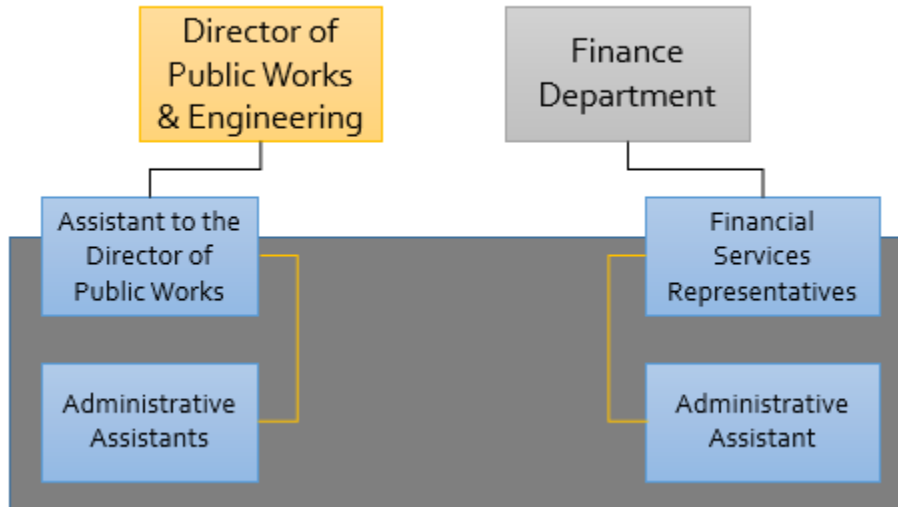 Director of
Public Works
& Engineering
Finance
Department
Assistant to the
Director of
Public Works
Financial
Services
Representatives
Administrative
Assistants
Administrative
Assistant